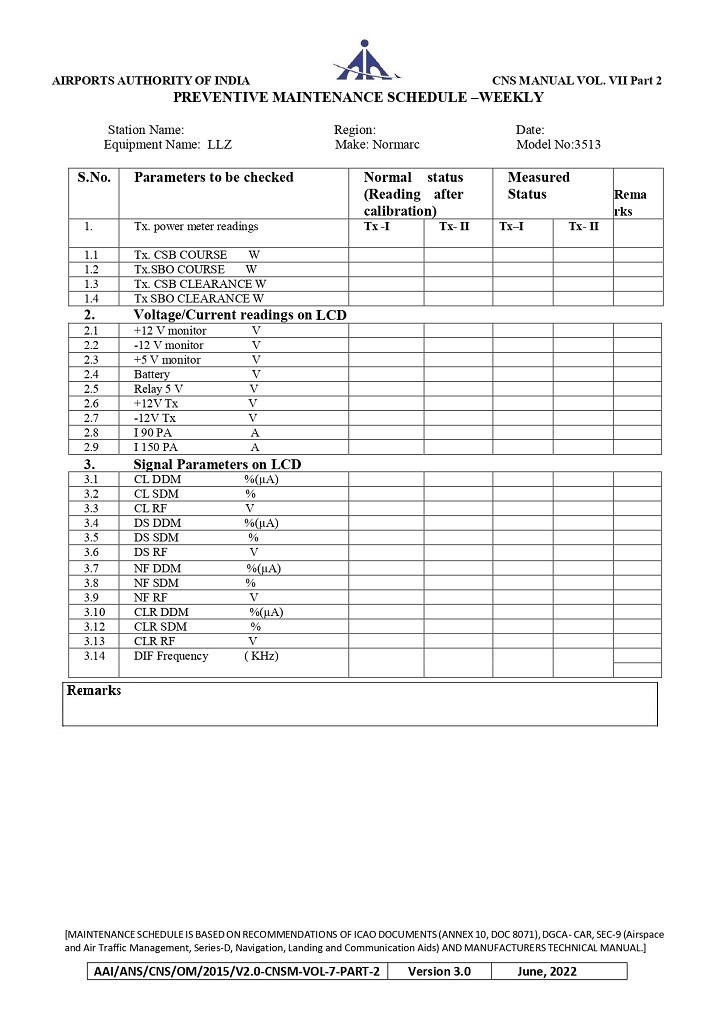 AIRPORTS AUTHORITY OF INDIA CNS MANUAL VOL. VII Part 2
PREVENTIVE MAINTENANCE SCHEDULE –WEEKLY
Station Name: Region: Date:
Equipment Name: LLZ Make: Normarc Model No:3513
S.No. Parameters to be checked Normal status (Reading after calibration) Measured Status Rema rks
1. Tx. power meter readings Tx -I Tx- II Tx–I Tx- II
1.1 Tx. CSB COURSE W
1.2 Tx.SBO COURSE W
1.3 Tx. CSB CLEARANCE W
1.4 Tx SBO CLEARANCE W
2. Voltage/Current readings on LCD
2.1 +12 V monitor V
2.2 -12 V monitor V
2.3 +5 V monitor V
2.4 Battery V
2.5 Relay 5 V V
2.6 +12V Tx V
2.7 -12V Tx V
2.8 I 90 PA A
2.9 I 150 PA A
3. Signal Parameters on LCD
3.1 CL DDM %(µA)
3.2 CL SDM %
3.3 CL RF V
3.4 DS DDM %(µA)
3.5 DS SDM %
3.6 DS RF V
3.7 NF DDM %(µA)
3.8 NF SDM %
3.9 NF RF V
3.10 CLR DDM %(µA)
3.12 CLR SDM %
3.13 CLR RF V
3.14 DIF Frequency ( KHz)
Remarks
[MAINTENANCE SCHEDULE IS BASED ON RECOMMENDATIONS OF ICAO DOCUMENTS (ANNEX 10, DOC 8071), DGCA- CAR, SEC-9 (Airspace
and Air Traffic Management, Series-D, Navigation, Landing and Communication Aids) AND MANUFACTURERS TECHNICAL MANUAL.]
AAI/ANS/CNS/OM/2015/V2.0-CNSM-VOL-7-PART-2 Version 3.0 June, 2022